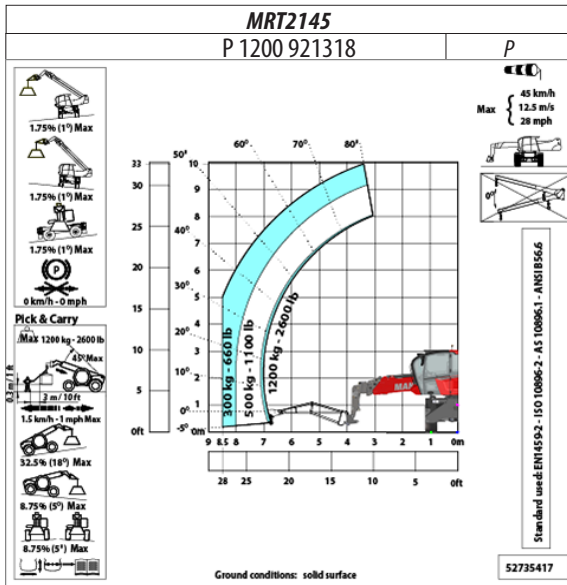 MRT2145
P 1200 921318
P
1.75% (1°) Max
1.75% (1°) Max
1.75% (1°) Max
P
0 km/h - 0 mph
Pick & Carry
Max 1200 kg - 2600 lb
45° Max
0.3 m / 1 ft
3 m / 10 ft
1.5 km/h - 1 mph Max
32.5% (18°) Max
8.75% (5°) Max
8.75% (5°) Max
45 km/h
Max
12.5 m/s
28 mph
0°
80°
70°
60°
50°
40°
30°
20°
10°
0°
-5°
33
30
25
20
15
10
5
0ft
10
9
8
7
6
5
4
3
2
1
0m
300 kg - 660 lb
500 kg - 1100 lb
1200 kg - 2600 lb
MAN
9 8.5 8 7 6 5 4 3 2 1 0m
28 25 20 15 10 5 0ft
Standard used: EN1459-2 - ISO 10896-2 - AS 10896.1 - ANSI B56.6
Ground conditions: solid surface
52735417